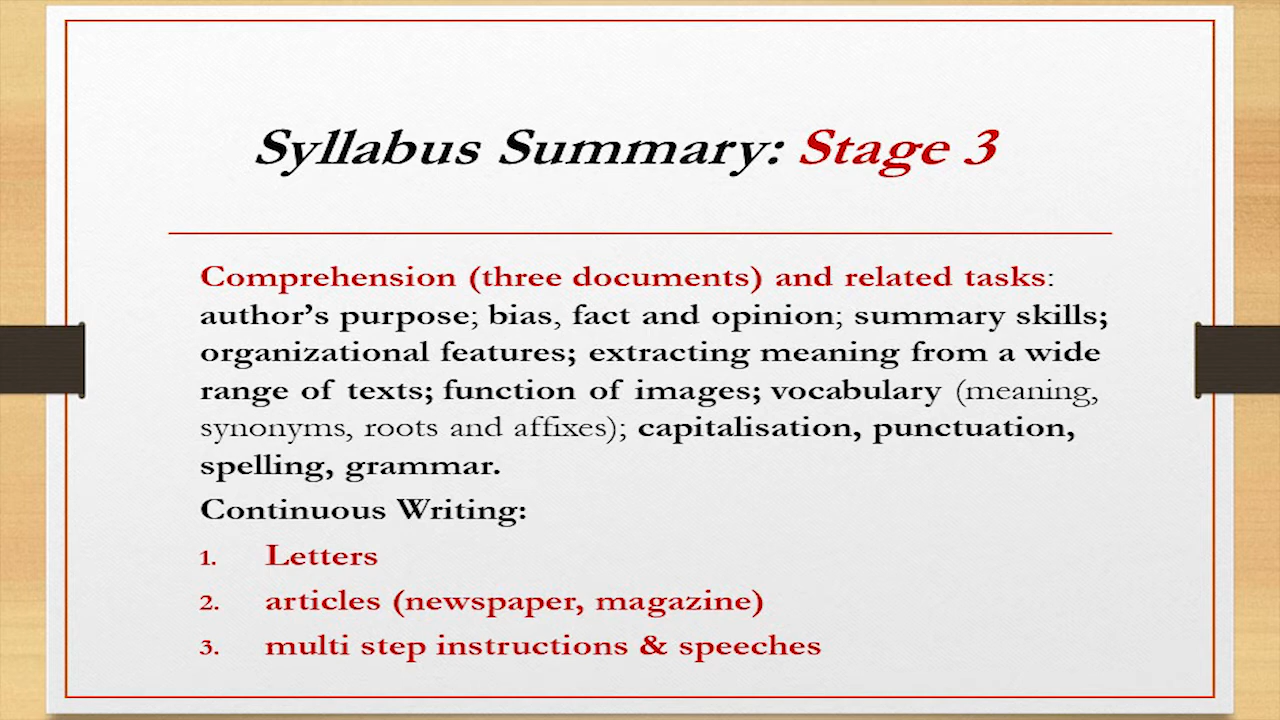 Syllabus Summary: Stage 3
Comprehension (three documents) and related tasks:
author’s purpose; bias, fact and opinion; summary skills;
organizational features; extracting meaning from a wide
range of texts; function of images; vocabulary (meaning,
synonyms, roots and affixes); capitalisation, punctuation,
spelling, grammar.
Continuous Writing:
1. Letters
2. articles (newspaper, magazine)
3. multi step instructions & speeches